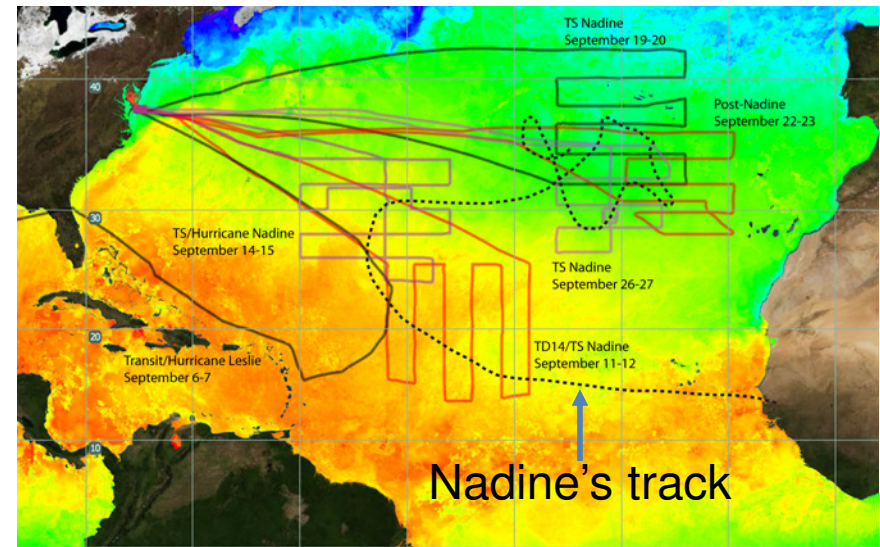 TS Nadine
September 19-20
40
Post-Nadine
September 22-23
30
TS/Hurricane Nadine
September 14-15
TS Nadine
September 26-27
20
TD14/TS Nadine
September 11-12
Transit/Hurricane Leslie
September 6-7
10
Nadine's track